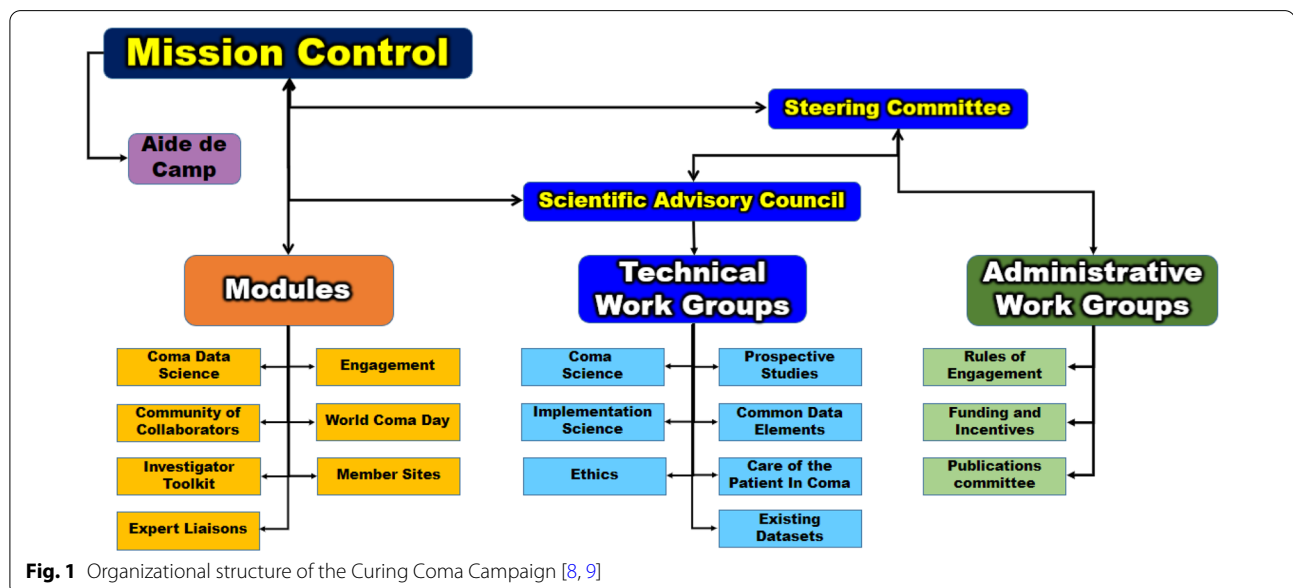 Mission Control
Steering Committee
Aide de
Camp
Scientific Advisory Council
Modules
Technical
Work Groups
Administrative
Work Groups
Coma Data
Science
Engagement
Community of
Collaborators
World Coma Day
Investigator
Toolkit
Member Sites
Expert Liaisons
Coma
Science
Prospective
Studies
Implementation
Science
Common Data
Elements
Ethics
Care of the
Patient In Coma
Existing
Datasets
Rules of
Engagement
Funding and
Incentives
Publications
committee
Fig. 1 Organizational structure of the Curing Coma Campaign [8, 9]